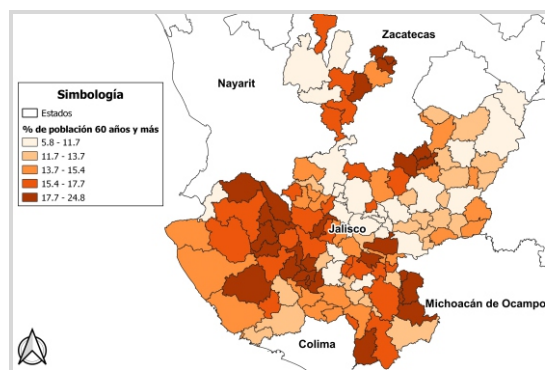 Zacatecas
Nayarit
Simbología
Estados
% de población 60 años y más
5.8 - 11.7
11.7 - 13.7
13.7 - 15.4
15.4 - 17.7
17.7 - 24.8
Jalisco
Michoacán de Ocampo
Colima